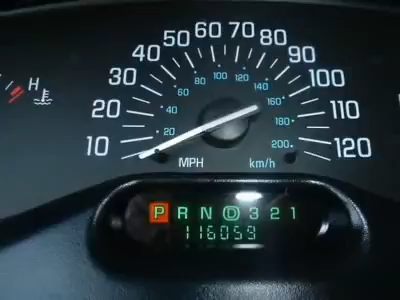 50 60 70
40 80
30 90
20 100
10 110
120
80 100 120
60 140
40 160
20 180
200
MPH km/h
H
P R N D 3 2 1
116059